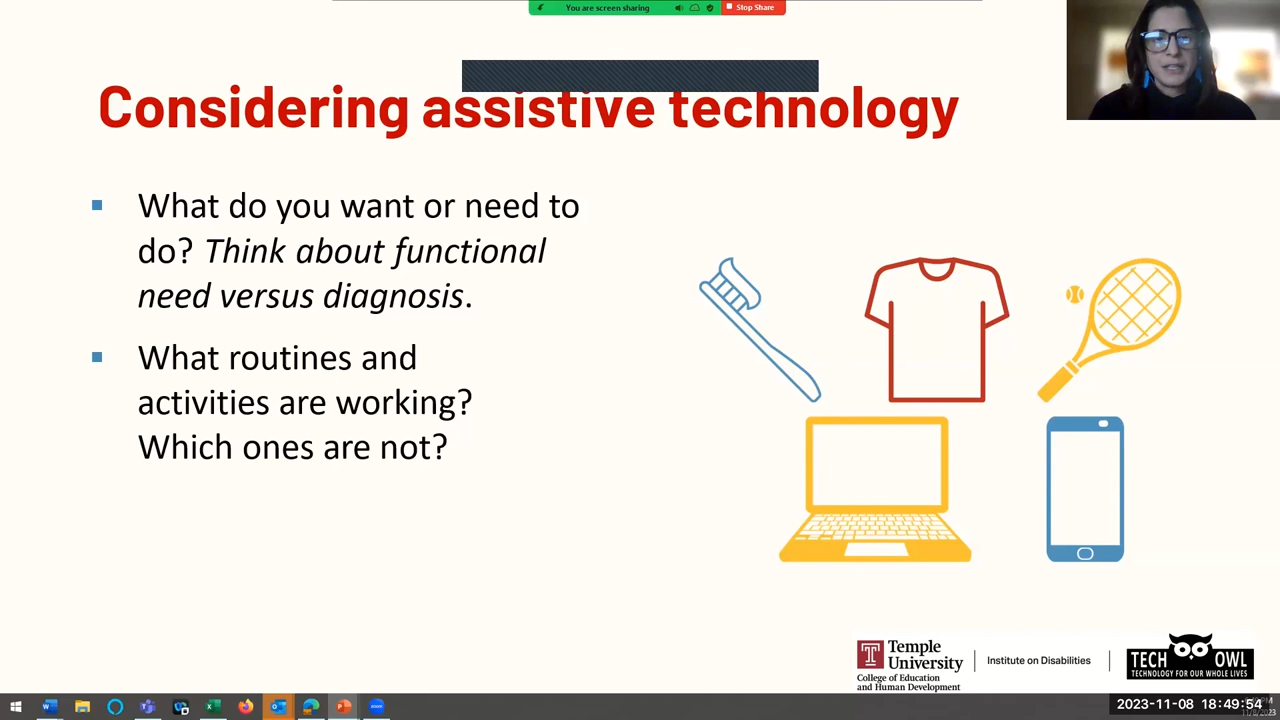 You are screen sharing
Stop Share
Considering assistive technology
What do you want or need to
do? Think about functional
need versus diagnosis.
What routines and
activities are working?
Which ones are not?
Temple
University
College of Education
and Human Development
Institute on Disabilities
TECH OWL
TECHNOLOGY FOR OUR WHOLE LIVES
2023-11-08 18:49:54